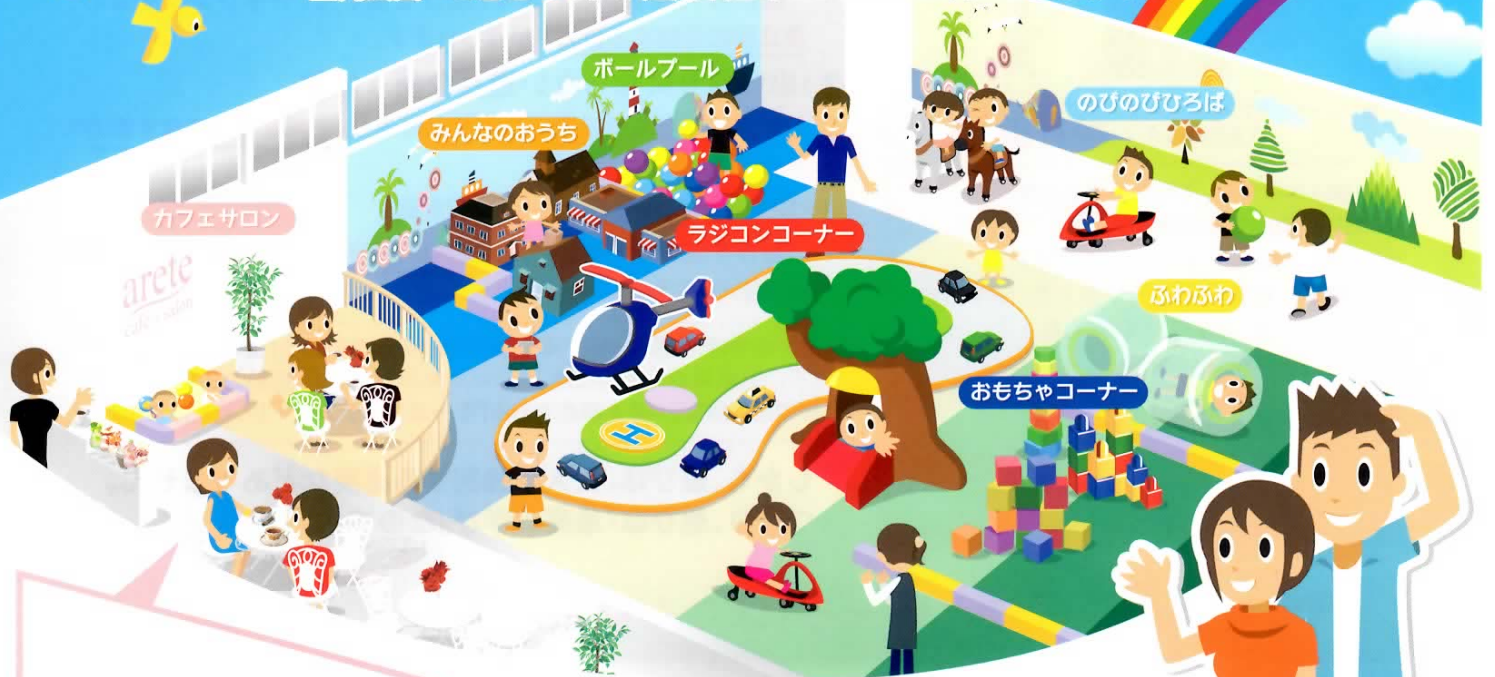 ボールプール
のびのびひろば
みんなのおうち
カフェサロン
ラジコンコーナー
arete
cafe・salon
ふわふわ
おもちゃコーナー
H